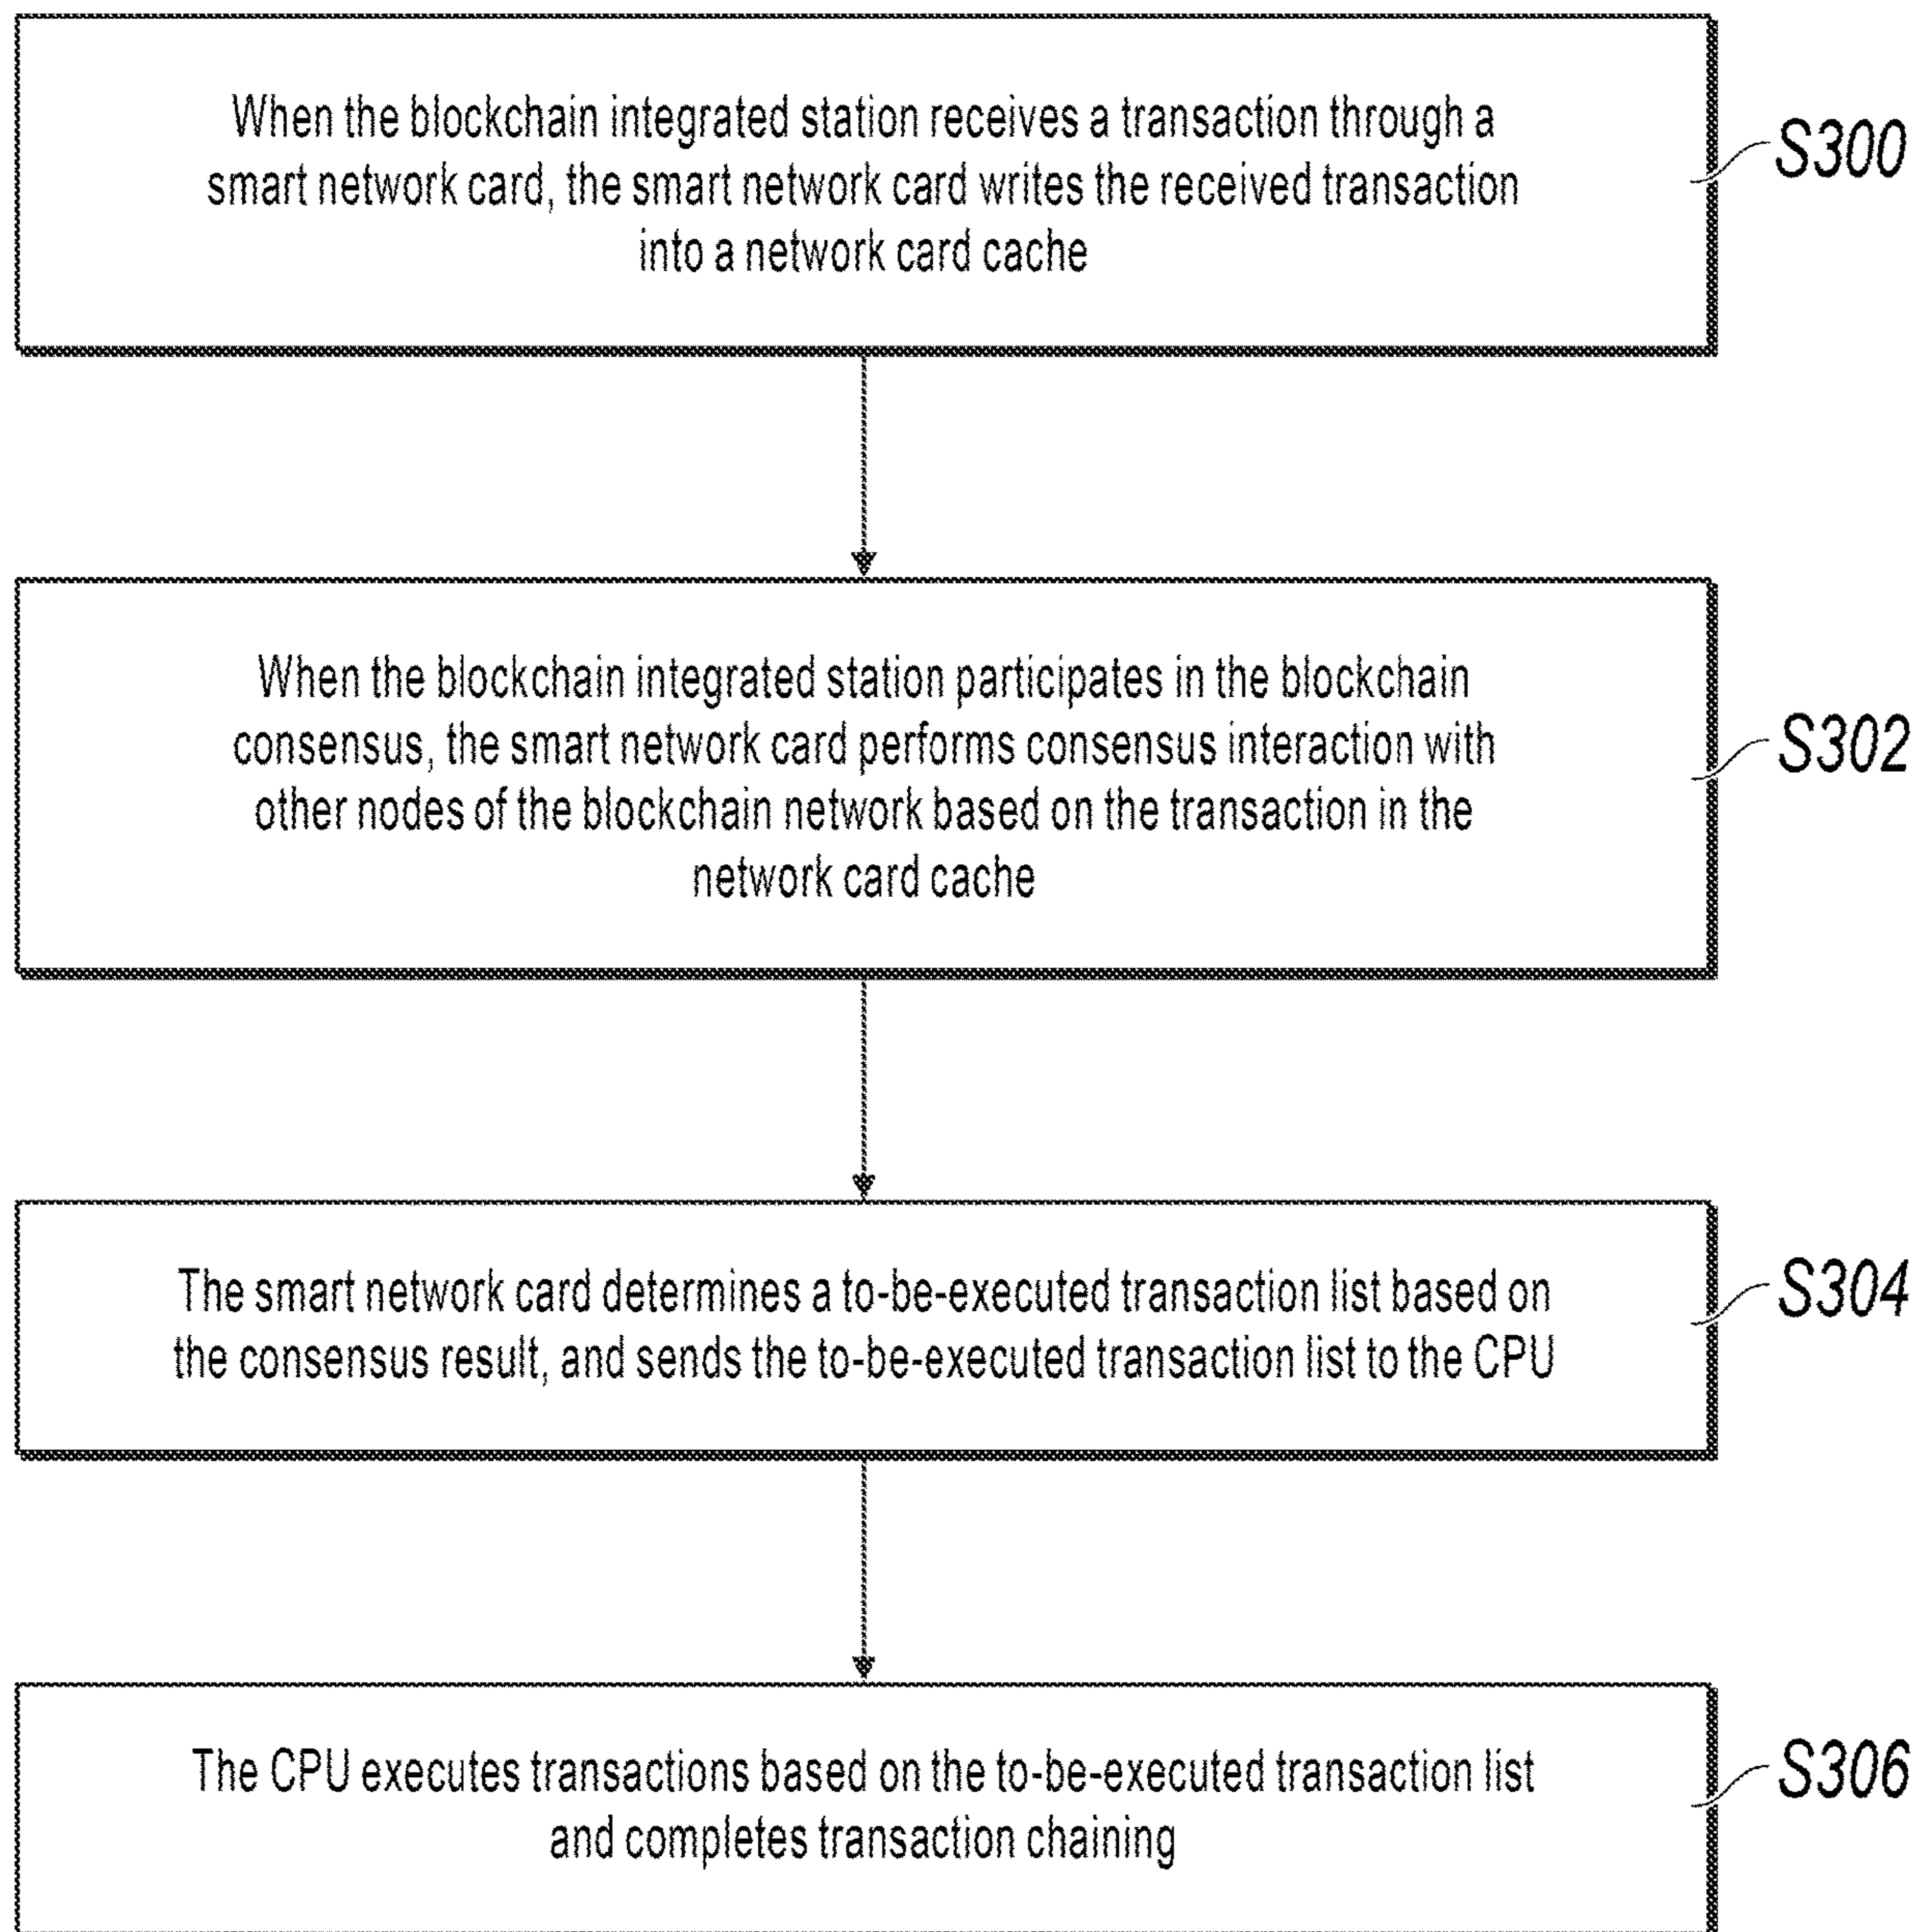 When the blockchain integrated station receives a transaction through a
smart network card, the smart network card writes the received transaction
into a network card cache
S300
When the blockchain integrated station participates in the blockchain
consensus, the smart network card performs consensus interaction with
other nodes of the blockchain network based on the transaction in the
network card cache
S302
The smart network card determines a to-be-executed transaction list based on
the consensus result, and sends the to-be-executed transaction list to the CPU
S304
The CPU executes transactions based on the to-be-executed transaction list
and completes transaction chaining
S306